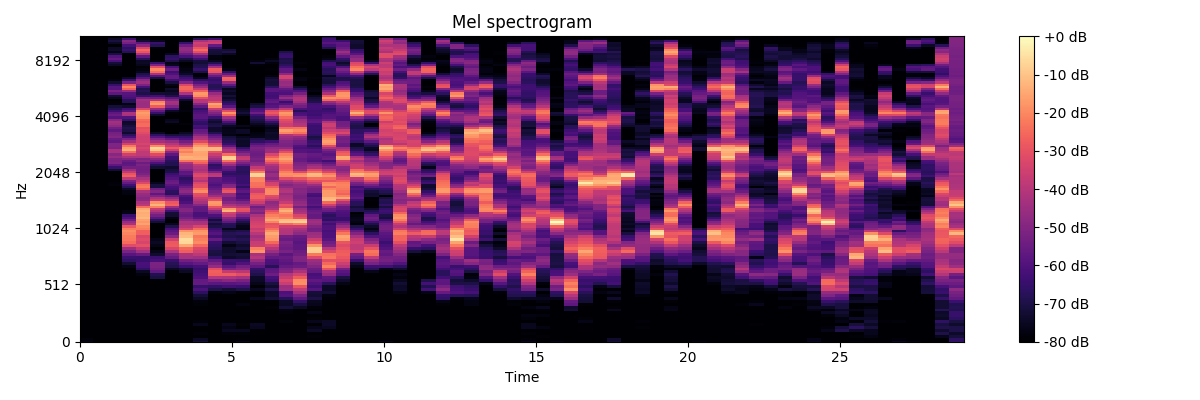 Mel spectrogram
8192
4096
2048
1024
512
0
Hz
0 5 10 15 20 25
Time
+0 dB
-10 dB
-20 dB
-30 dB
-40 dB
-50 dB
-60 dB
-70 dB
-80 dB